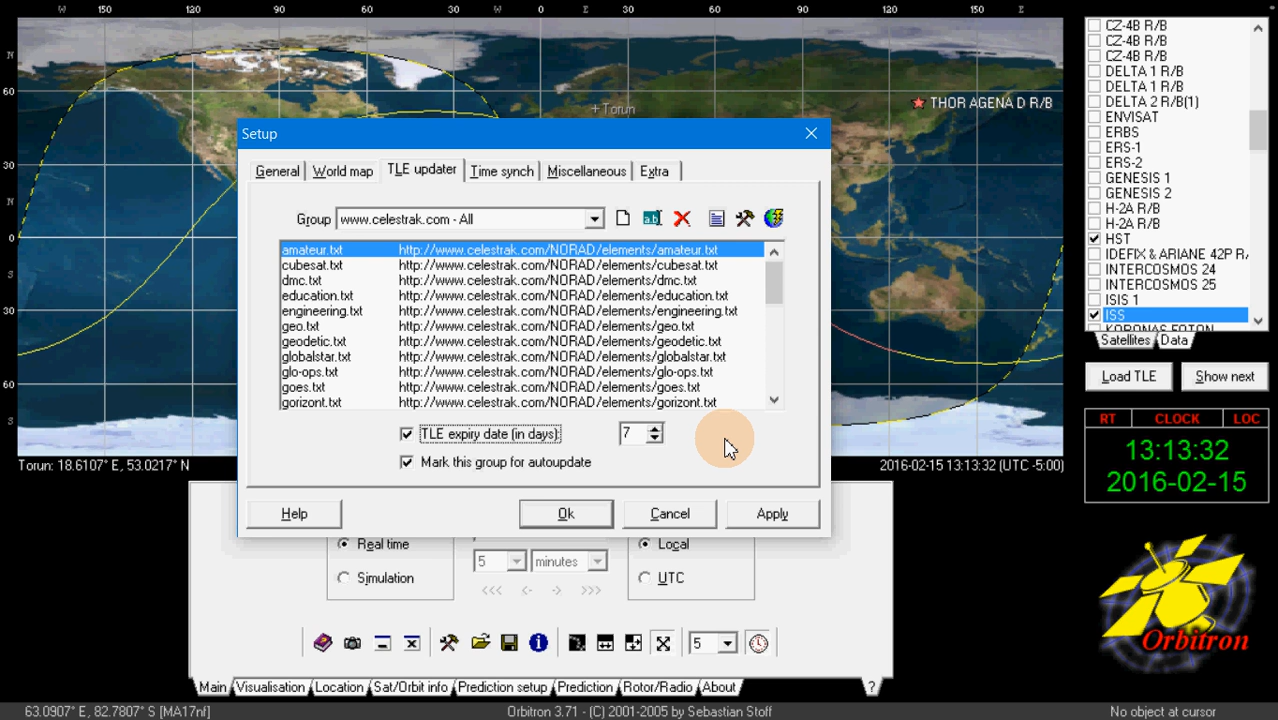 W 150 120 90 60 30 W 0 E 30 60 90 120 150 E
N
60
30
N
0
S
30
60
S
+ Torun
THOR AGENA D R/B
Setup
General World map TLE updater Time synch Miscellaneous Extra
Group www.celestrak.com - All
amateur.txt http://www.celestrak.com/NORAD/elements/amateur.txt
cubesat.txt http://www.celestrak.com/NORAD/elements/cubesat.txt
dmc.txt http://www.celestrak.com/NORAD/elements/dmc.txt
education.txt http://www.celestrak.com/NORAD/elements/education.txt
engineering.txt http://www.celestrak.com/NORAD/elements/engineering.txt
geo.txt http://www.celestrak.com/NORAD/elements/geo.txt
geodetic.txt http://www.celestrak.com/NORAD/elements/geodetic.txt
globalstar.txt http://www.celestrak.com/NORAD/elements/globalstar.txt
glo-ops.txt http://www.celestrak.com/NORAD/elements/glo-ops.txt
goes.txt http://www.celestrak.com/NORAD/elements/goes.txt
gorizont.txt http://www.celestrak.com/NORAD/elements/gorizont.txt
TLE expiry date (in days): 7
Mark this group for autoupdate
Help Ok Cancel Apply
Torun: 18.6107° E, 53.0217° N
2016-02-15 13:13:32 (UTC -5:00)
Real time
Simulation
5 minutes
<<< <- -> >>>
Local
UTC
5
Main Visualisation Location Sat/Orbit info Prediction setup Prediction Rotor/Radio About ?
CZ-4B R/B
CZ-4B R/B
CZ-4B R/B
DELTA 1 R/B
DELTA 1 R/B
DELTA 2 R/B(1)
ENVISAT
ERBS
ERS-1
ERS-2
GENESIS 1
GENESIS 2
H-2A R/B
H-2A R/B
HST
IDEFIX & ARIANE 42P R/
INTERCOSMOS 24
INTERCOSMOS 25
ISIS 1
ISS
KORONAS-FOTON
Satellites Data
Load TLE Show next
RT CLOCK LOC
13:13:32
2016-02-15
Orbitron
63.0907° E, 82.7807° S [MA17nf]
Orbitron 3.71 - (C) 2001-2005 by Sebastian Stoff
No object at cursor